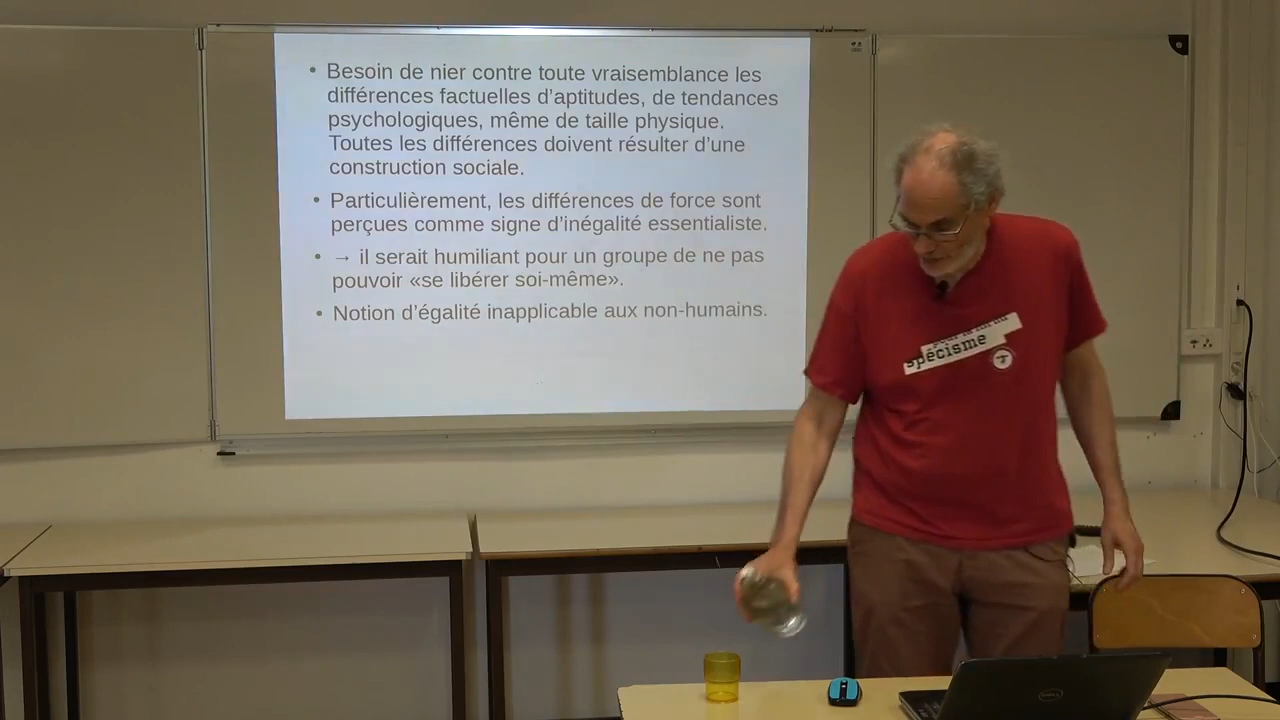 • Besoin de nier contre toute vraisemblance les
différences factuelles d’aptitudes, de tendances
psychologiques, même de taille physique.
Toutes les différences doivent résulter d’une
construction sociale.
• Particulièrement, les différences de force sont
perçues comme signe d’inégalité essentialiste.
• → il serait humiliant pour un groupe de ne pas
pouvoir «se libérer soi-même».
• Notion d’égalité inapplicable aux non-humains.
spécisme
DELL